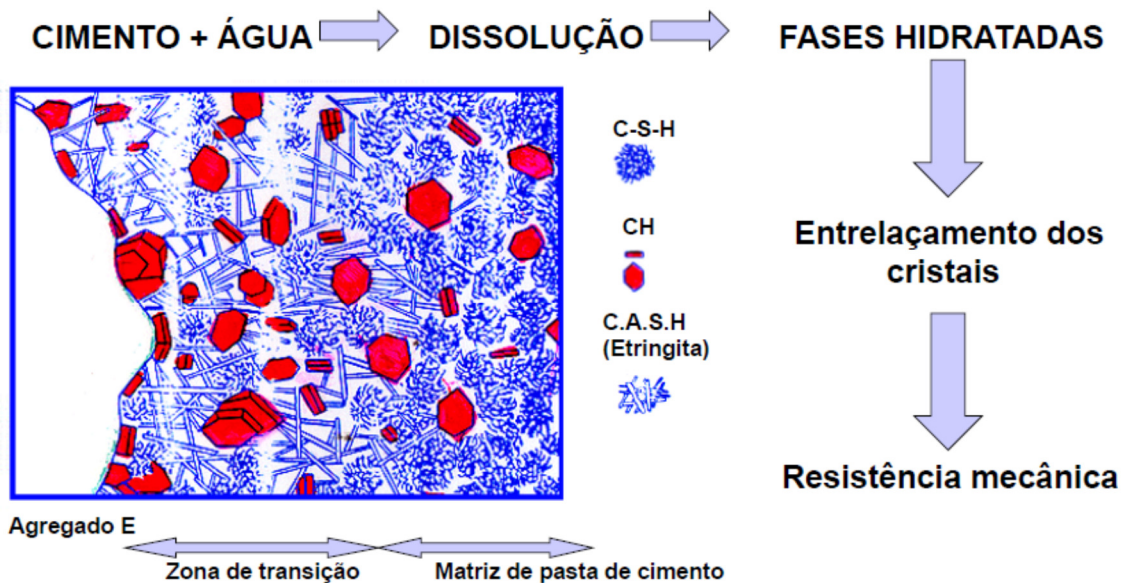 CIMENTO + ÁGUA
DISSOLUÇÃO
FASES HIDRATADAS
C-S-H
CH
C.A.S.H
(Etringita)
Entrelaçamento dos
cristais
Resistência mecânica
Agregado E
Zona de transição
Matriz de pasta de cimento